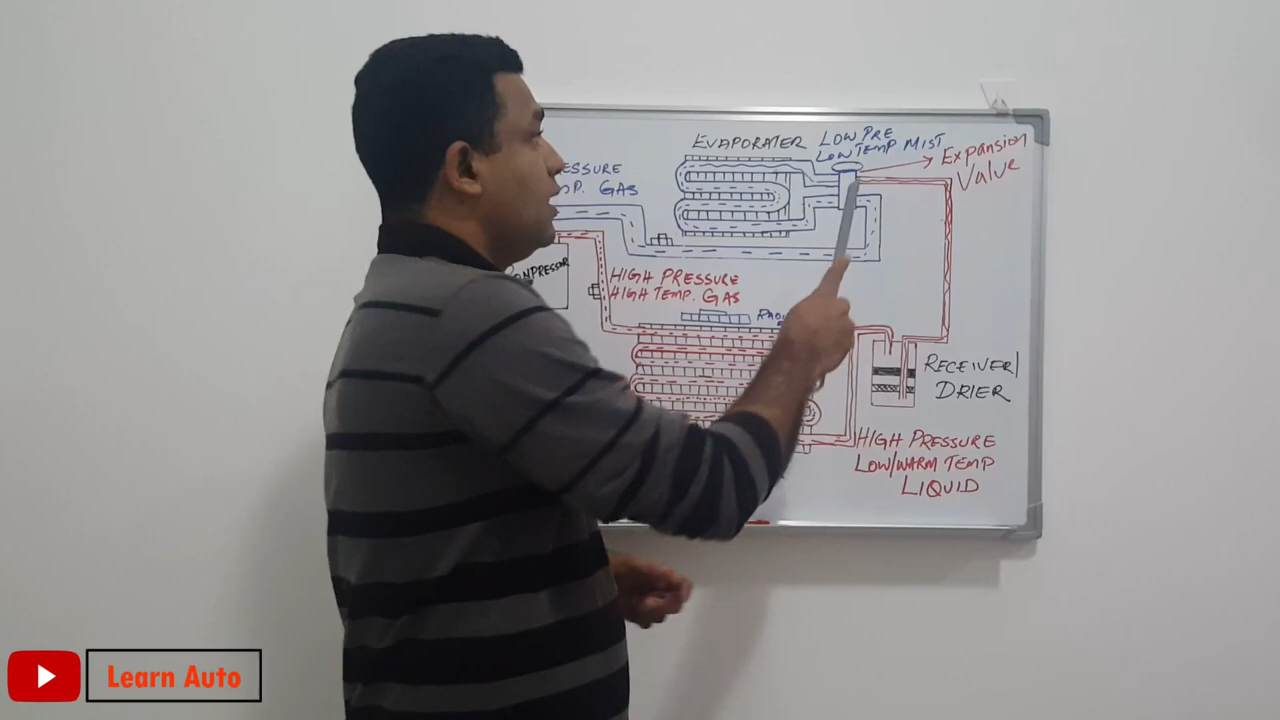 EVAPORATER
LOW PRE
LOW TEMP MIST
Expansion
Value
ESSURE
GAS
COMPRESSOR
HIGH PRESSURE
HIGH TEMP. GAS
RECEIVER/
DRIER
HIGH PRESSURE
LOW/WARM TEMP
LIQUID
Learn Auto